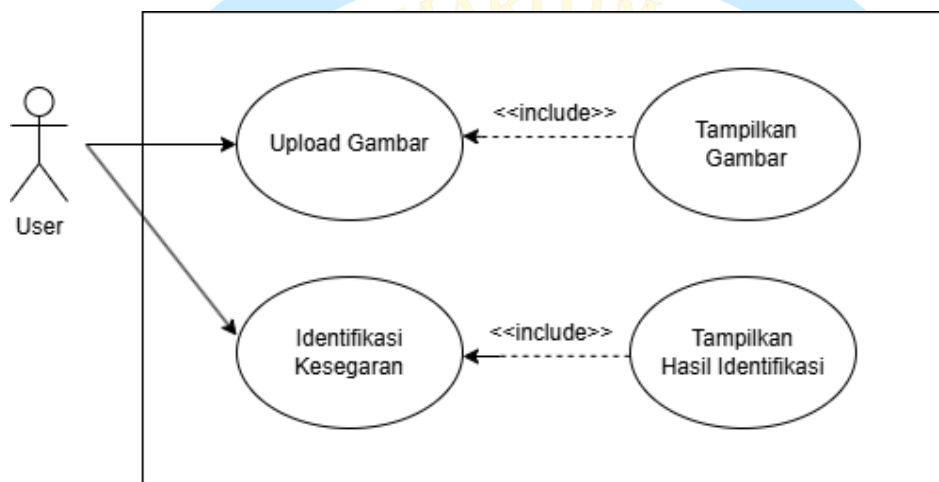 Upload Gambar
<<include>>
Tampilkan
Gambar
User
Identifikasi
Kesegaran
<<include>>
Tampilkan
Hasil Identifikasi